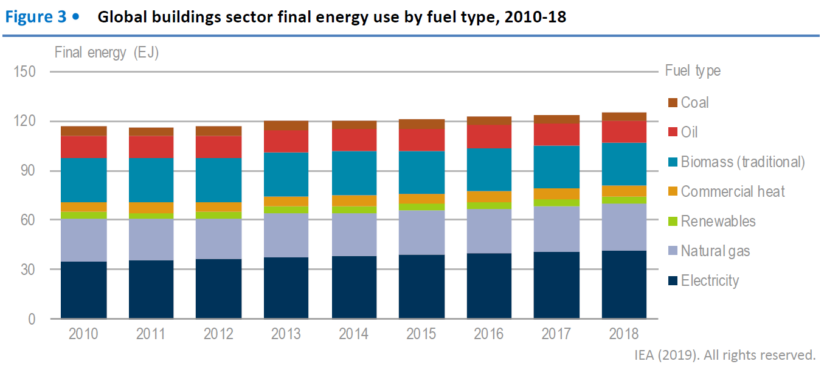 Figure 3 • Global buildings sector final energy use by fuel type, 2010-18
Final energy (EJ)
150
120
90
60
30
0
2010 2011 2012 2013 2014 2015 2016 2017 2018
Fuel type
Coal
Oil
Biomass (traditional)
Commercial heat
Renewables
Natural gas
Electricity
IEA (2019). All rights reserved.